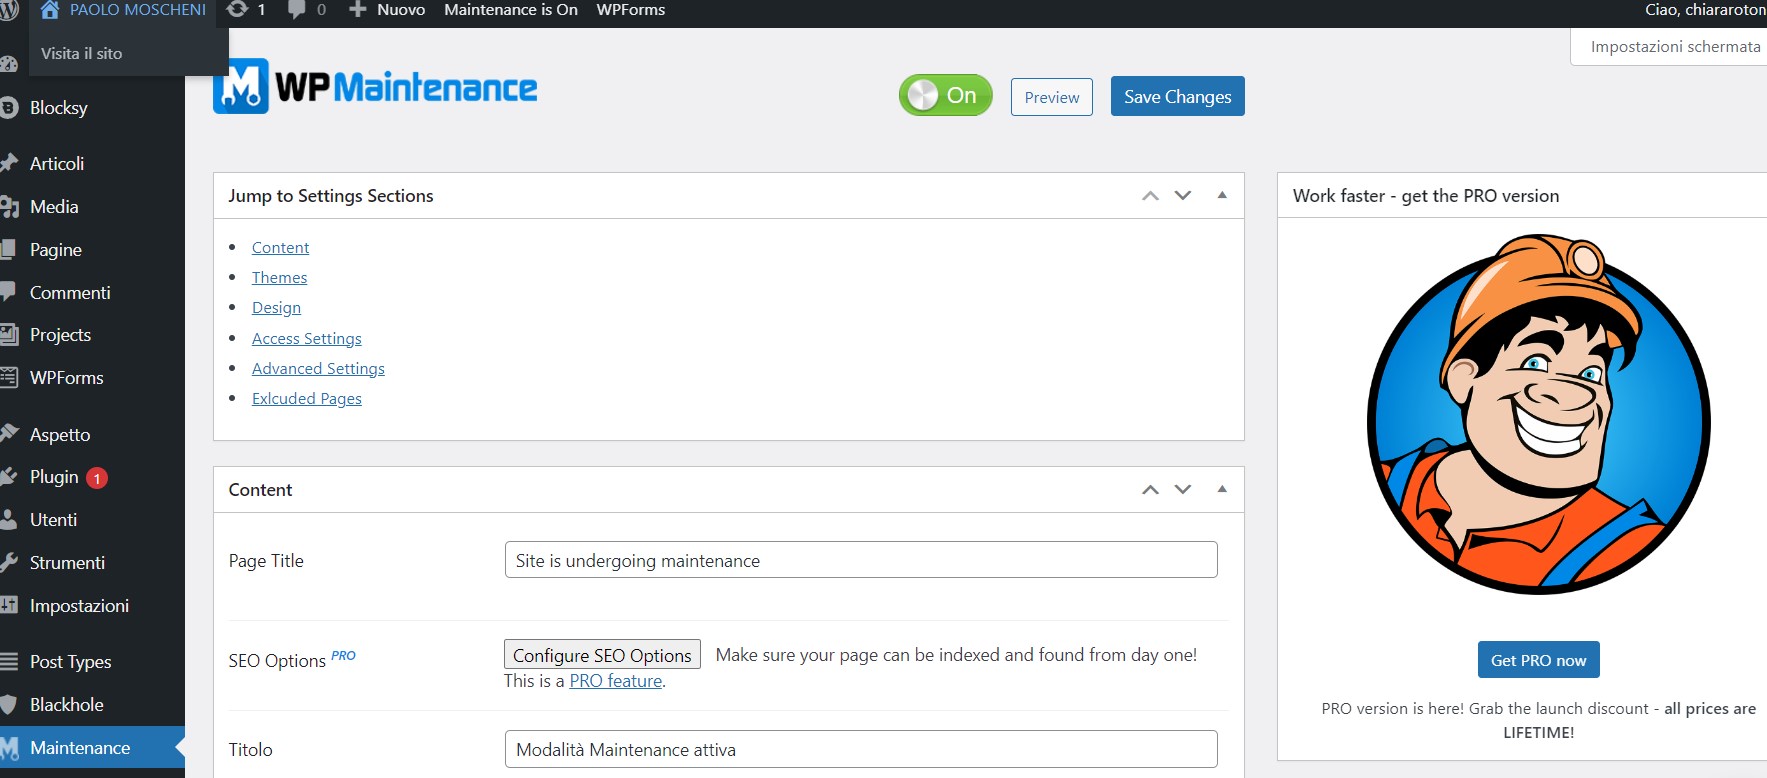 PAOLO MOSCHENI 1 0 Nuovo Maintenance is On WPForms Ciao, chiararoton
Visita il sito
Impostazioni schermata
Blocksy
Articoli
Media
Pagine
Commenti
Projects
WPForms
Aspetto
Plugin 1
Utenti
Strumenti
Impostazioni
Post Types
Blackhole
Maintenance
M WP Maintenance
On Preview Save Changes
Jump to Settings Sections
Content
Themes
Design
Access Settings
Advanced Settings
Exlcuded Pages
Content
Page Title Site is undergoing maintenance
SEO Options PRO Configure SEO Options Make sure your page can be indexed and found from day one!
This is a PRO feature.
Titolo Modalità Maintenance attiva
Work faster - get the PRO version
Get PRO now
PRO version is here! Grab the launch discount - all prices are
LIFETIME!